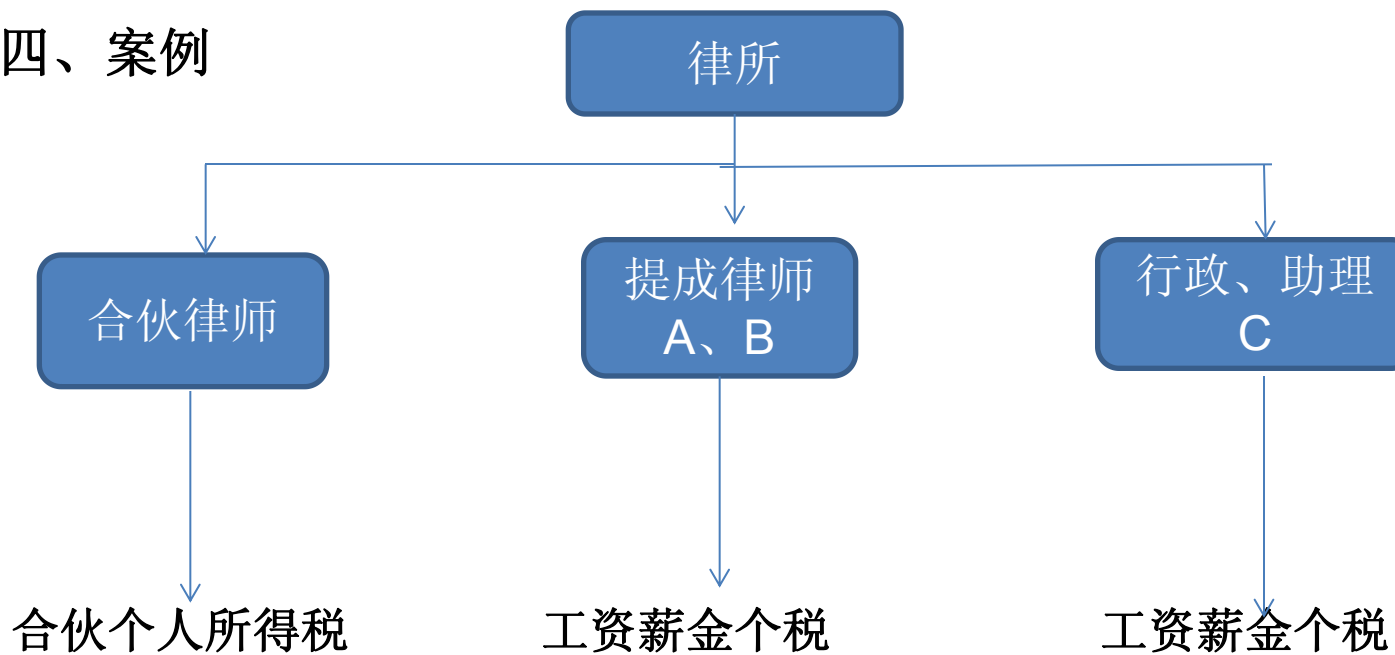 四、案例
律所
合伙律师
提成律师
A、B
行政、助理
C
合伙个人所得税
工资薪金个税
工资薪金个税